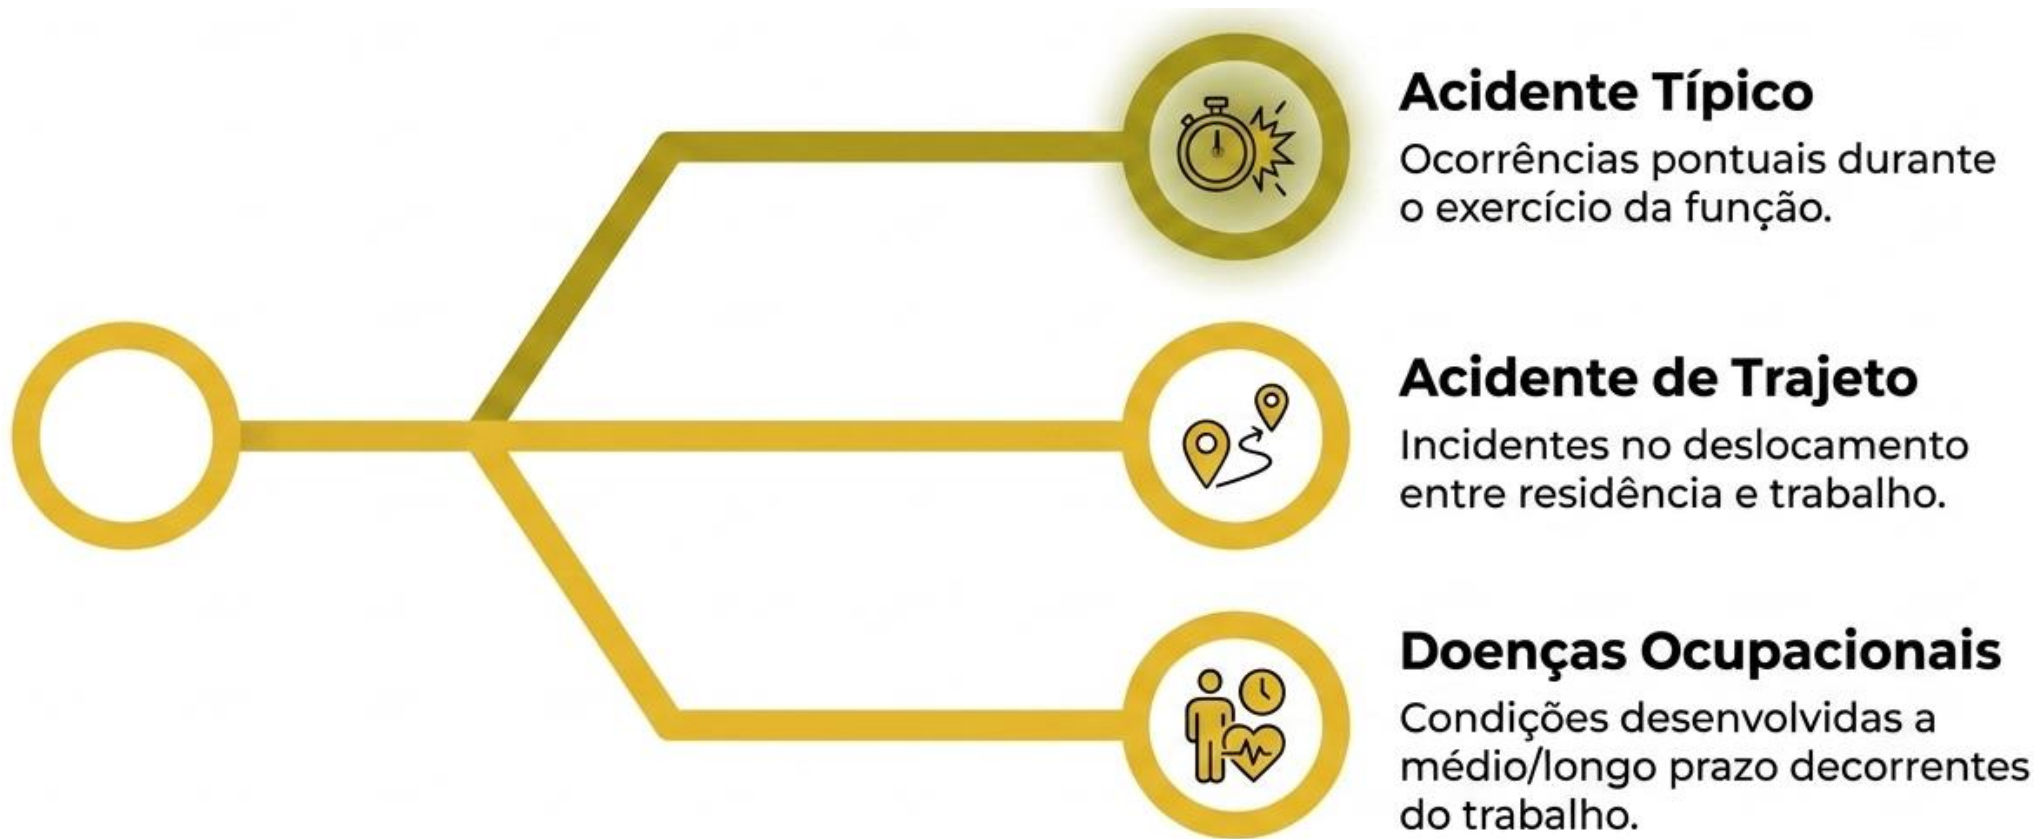 Acidente Típico
Ocorrências pontuais durante
o exercício da função.
Acidente de Trajeto
Incidentes no deslocamento
entre residência e trabalho.
Doenças Ocupacionais
Condições desenvolvidas a
médio/longo prazo decorrentes
do trabalho.